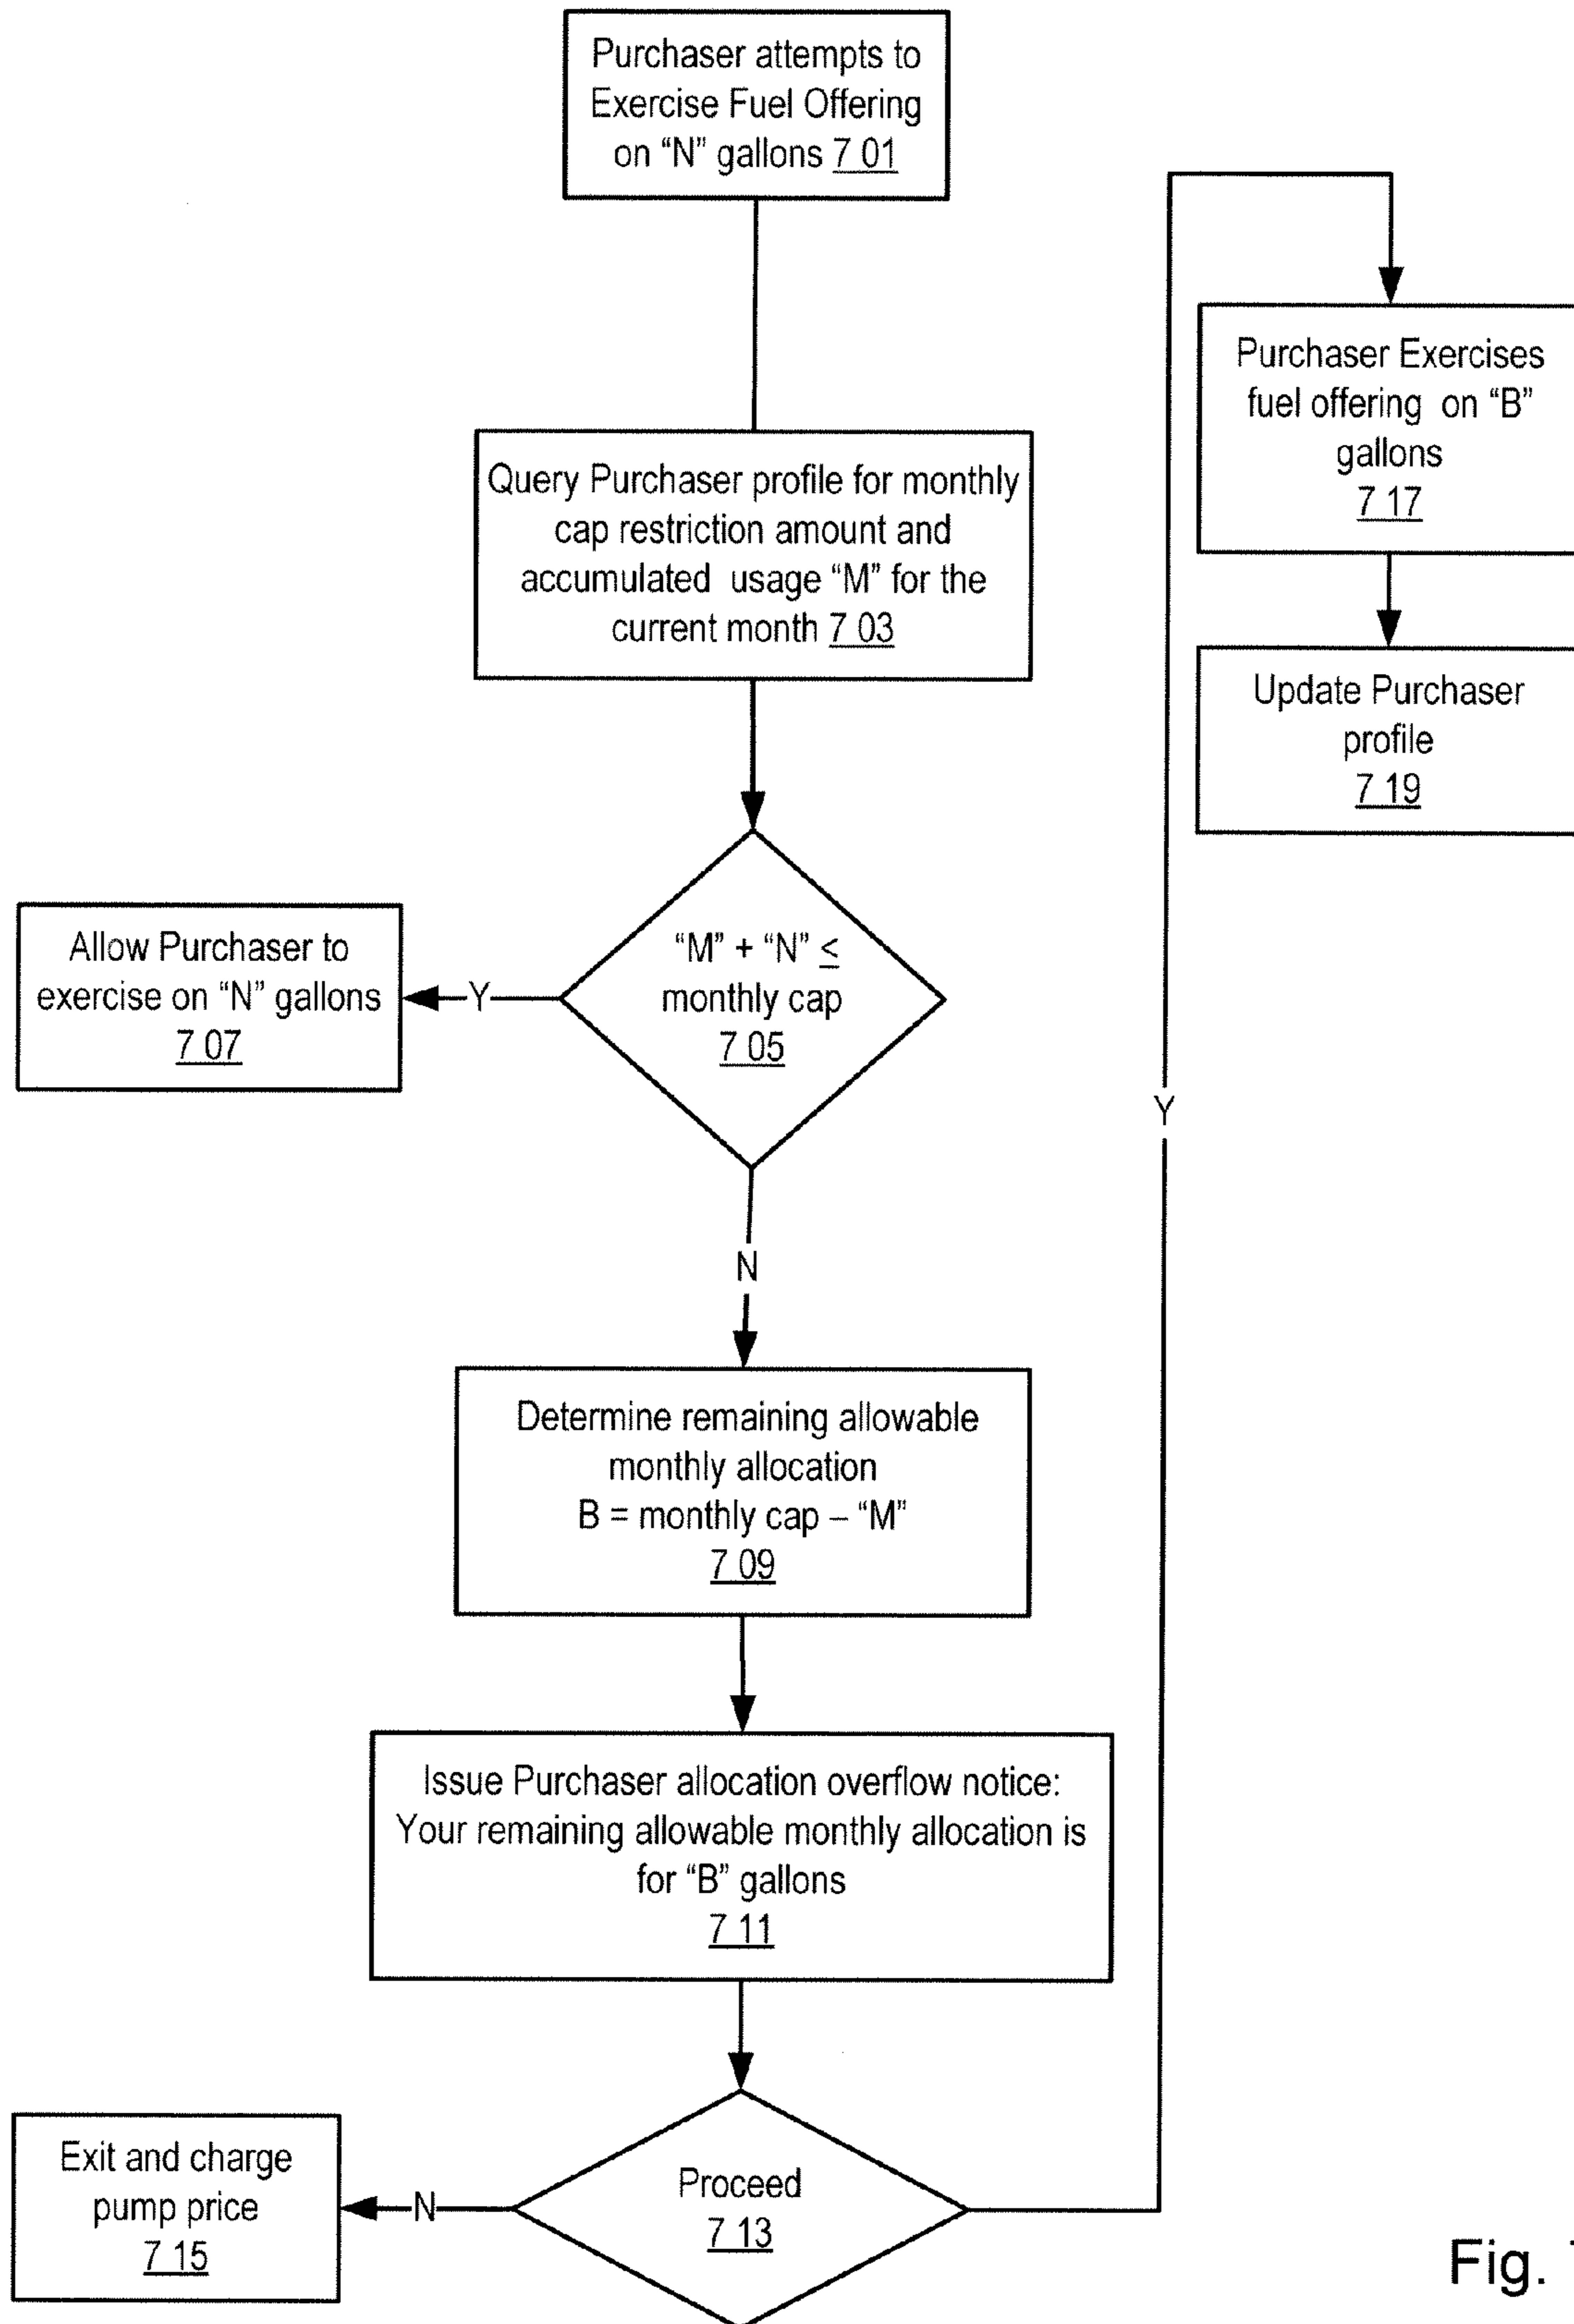 Purchaser attempts to
Exercise Fuel Offering
on “N” gallons 7 01
Query Purchaser profile for monthly
cap restriction amount and
accumulated usage “M” for the
current month 7 03
“M” + “N” ≤
monthly cap
7 05
Y
Allow Purchaser to
exercise on “N” gallons
7 07
N
Determine remaining allowable
monthly allocation
B = monthly cap – “M”
7 09
Issue Purchaser allocation overflow notice:
Your remaining allowable monthly allocation is
for “B” gallons
7 11
Proceed
7 13
N
Exit and charge
pump price
7 15
Y
Purchaser Exercises
fuel offering on “B”
gallons
7 17
Update Purchaser
profile
7 19
Fig.